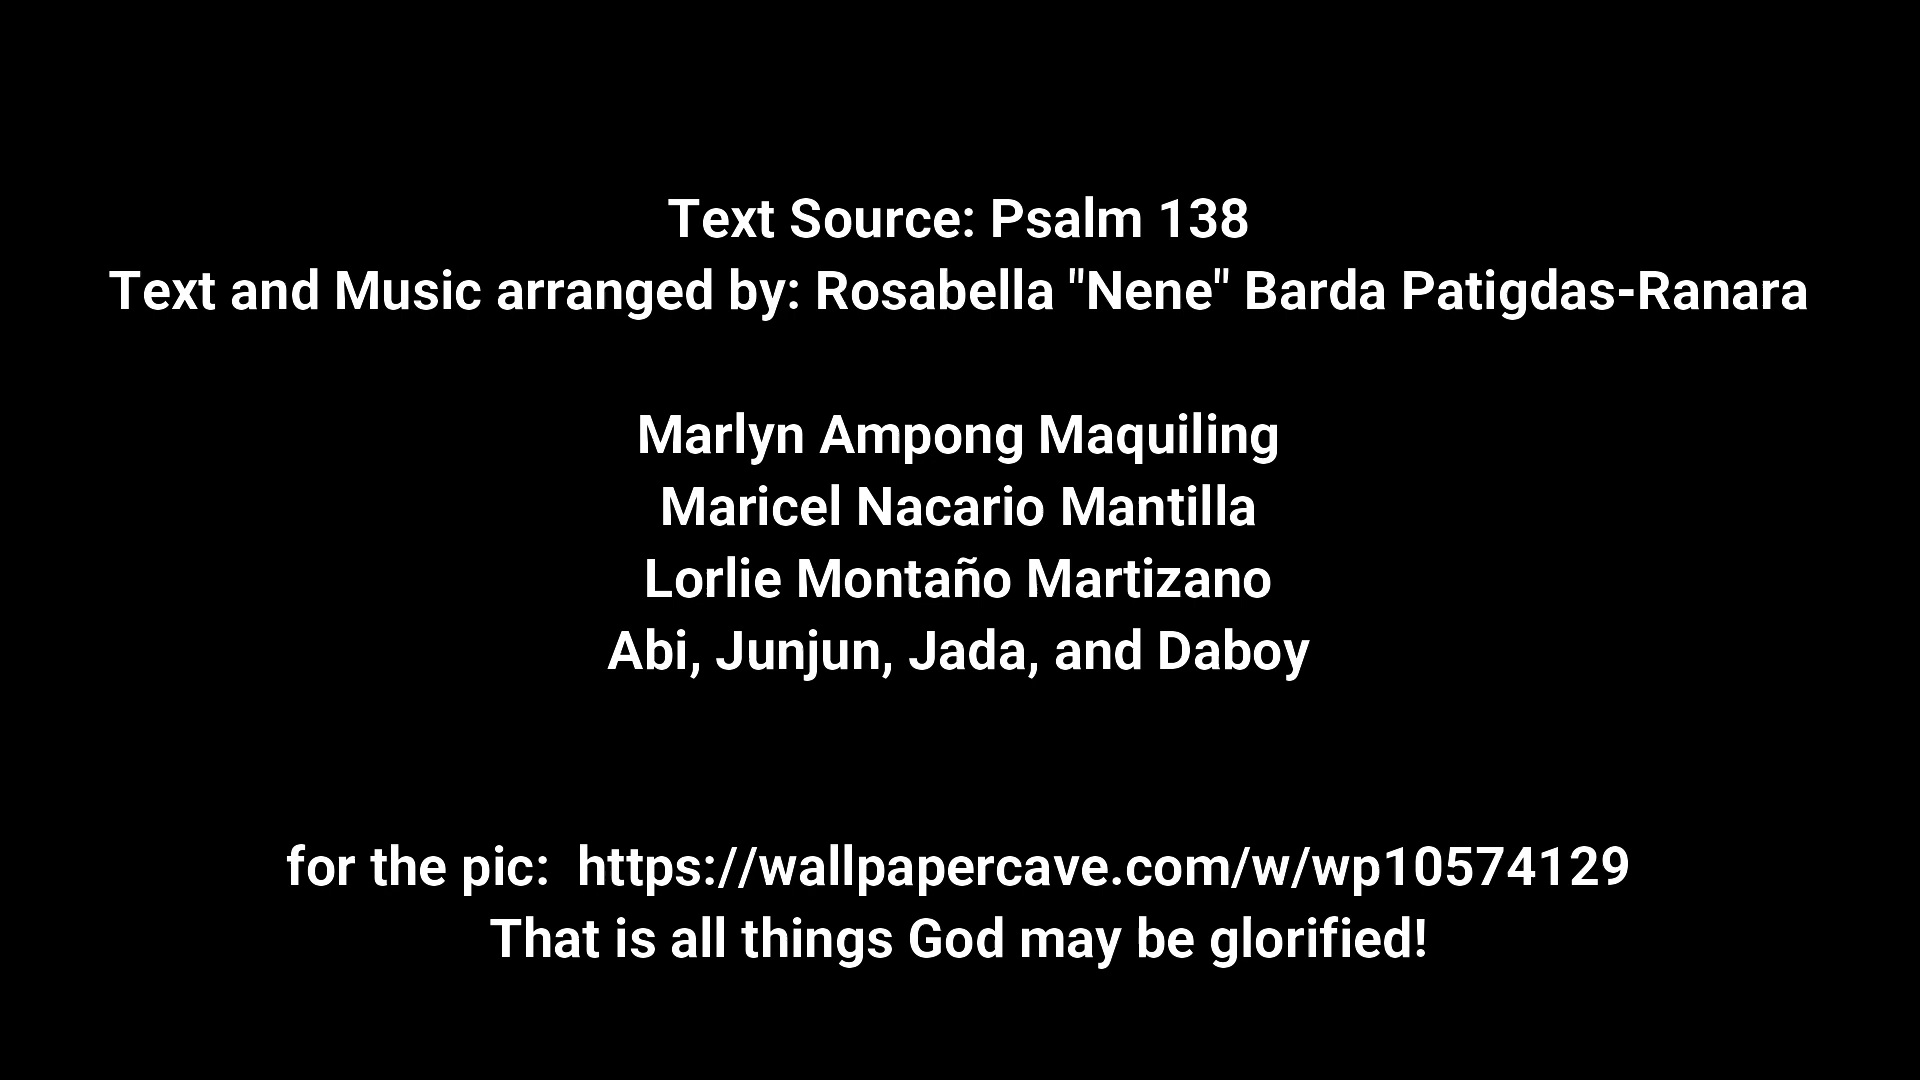 Text Source: Psalm 138
Text and Music arranged by: Rosabella "Nene" Barda Patigdas-Ranara
Marlyn Ampong Maquiling
Maricel Nacario Mantilla
Lorlie Montaño Martizano
Abi, Junjun, Jada, and Daboy
for the pic:  https://wallpapercave.com/w/wp10574129
That is all things God may be glorified!